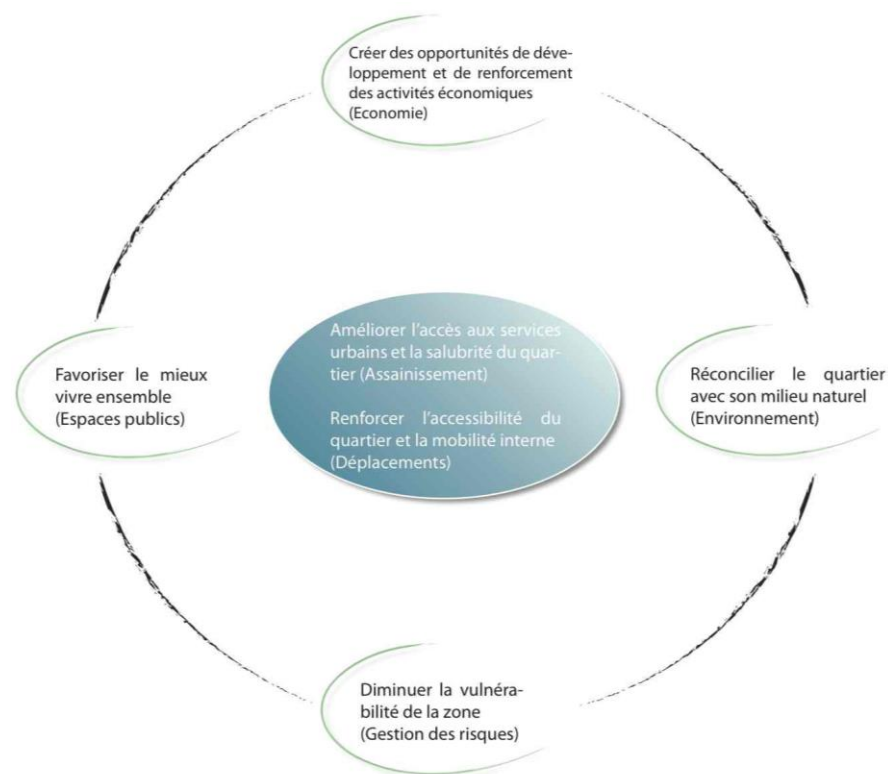 Créer des opportunités de déve-
loppement et de renforcement
des activités économiques
(Economie)
Favoriser le mieux
vivre ensemble
(Espaces publics)
Améliorer l'accès aux services
urbains et la salubrité du quar-
tier (Assainissement)
Renforcer l'accessibilité du
quartier et la mobilité interne
(Déplacements)
Réconcilier le quartier
avec son milieu naturel
(Environnement)
Diminuer la vulnéra-
bilité de la zone
(Gestion des risques)